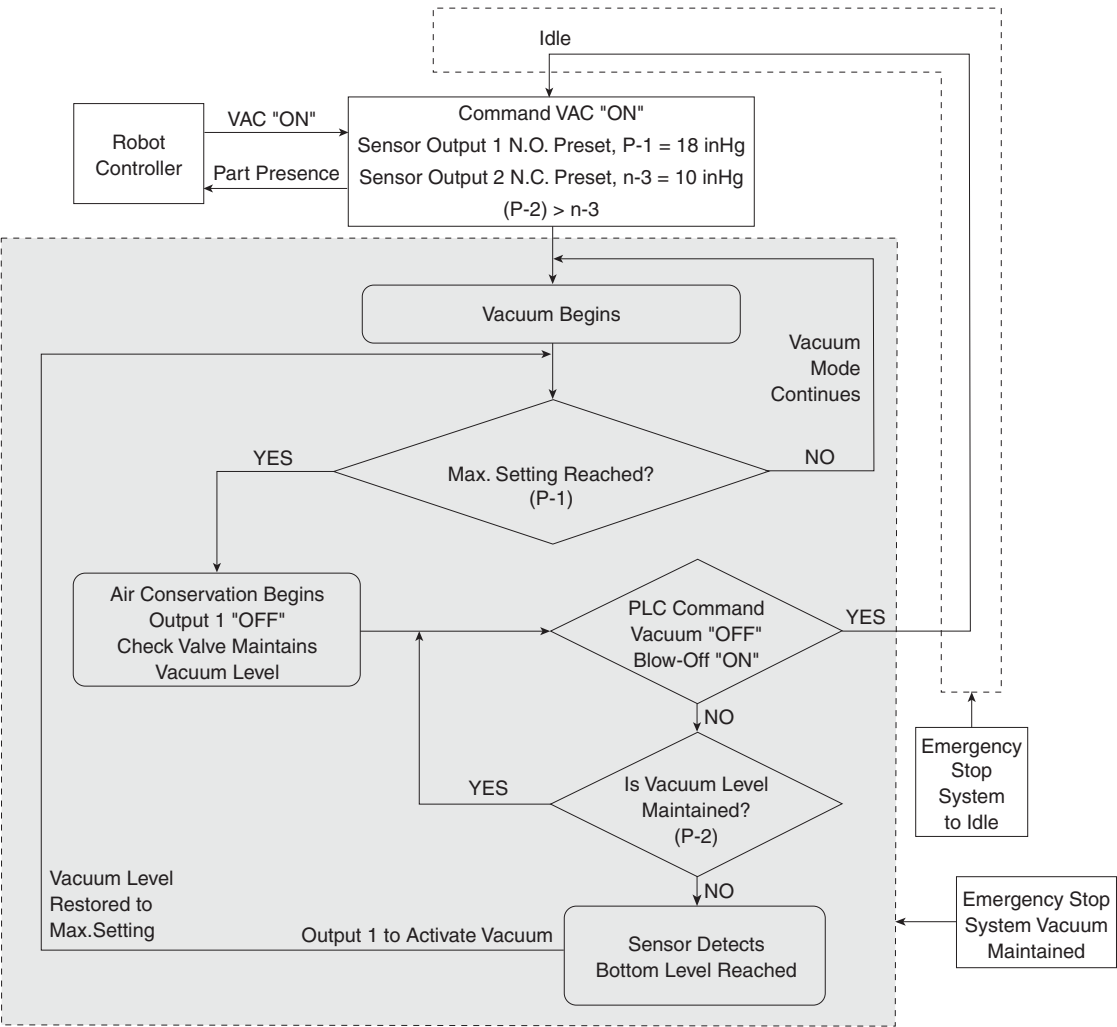 Idle
Robot
Controller
VAC "ON"
Part Presence
Command VAC "ON"
Sensor Output 1 N.O. Preset, P-1 = 18 inHg
Sensor Output 2 N.C. Preset, n-3 = 10 inHg
(P-2) > n-3
Vacuum Begins
Vacuum
Mode
Continues
YES
Max. Setting Reached?
(P-1)
NO
Air Conservation Begins
Output 1 "OFF"
Check Valve Maintains
Vacuum Level
PLC Command
Vacuum "OFF"
Blow-Off "ON"
YES
NO
Is Vacuum Level
Maintained?
(P-2)
YES
NO
Emergency
Stop
System
to Idle
Vacuum Level
Restored to
Max.Setting
Output 1 to Activate Vacuum
Sensor Detects
Bottom Level Reached
Emergency Stop
System Vacuum
Maintained